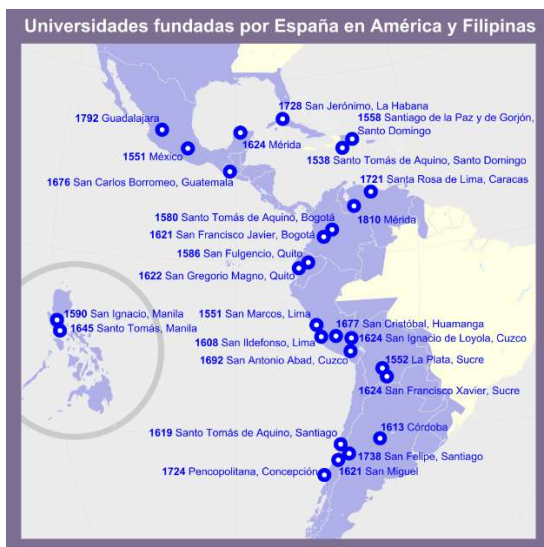 Universidades fundadas por España en América y Filipinas
1728 San Jerónimo, La Habana
1558 Santiago de la Paz y de Gorjón,
Santo Domingo
1792 Guadalajara
1624 Mérida
1551 México
1538 Santo Tomás de Aquino, Santo Domingo
1676 San Carlos Borromeo, Guatemala
1721 Santa Rosa de Lima, Caracas
1580 Santo Tomás de Aquino, Bogotá
1810 Mérida
1621 San Francisco Javier, Bogotá
1586 San Fulgencio, Quito
1622 San Gregorio Magno, Quito
1590 San Ignacio, Manila
1645 Santo Tomás, Manila
1551 San Marcos, Lima
1677 San Cristóbal, Huamanga
1608 San Ildefonso, Lima
1624 San Ignacio de Loyola, Cuzco
1692 San Antonio Abad, Cuzco
1552 La Plata, Sucre
1624 San Francisco Xavier, Sucre
1613 Córdoba
1619 Santo Tomás de Aquino, Santiago
1738 San Felipe, Santiago
1724 Pencopolitana, Concepción
1621 San Miguel